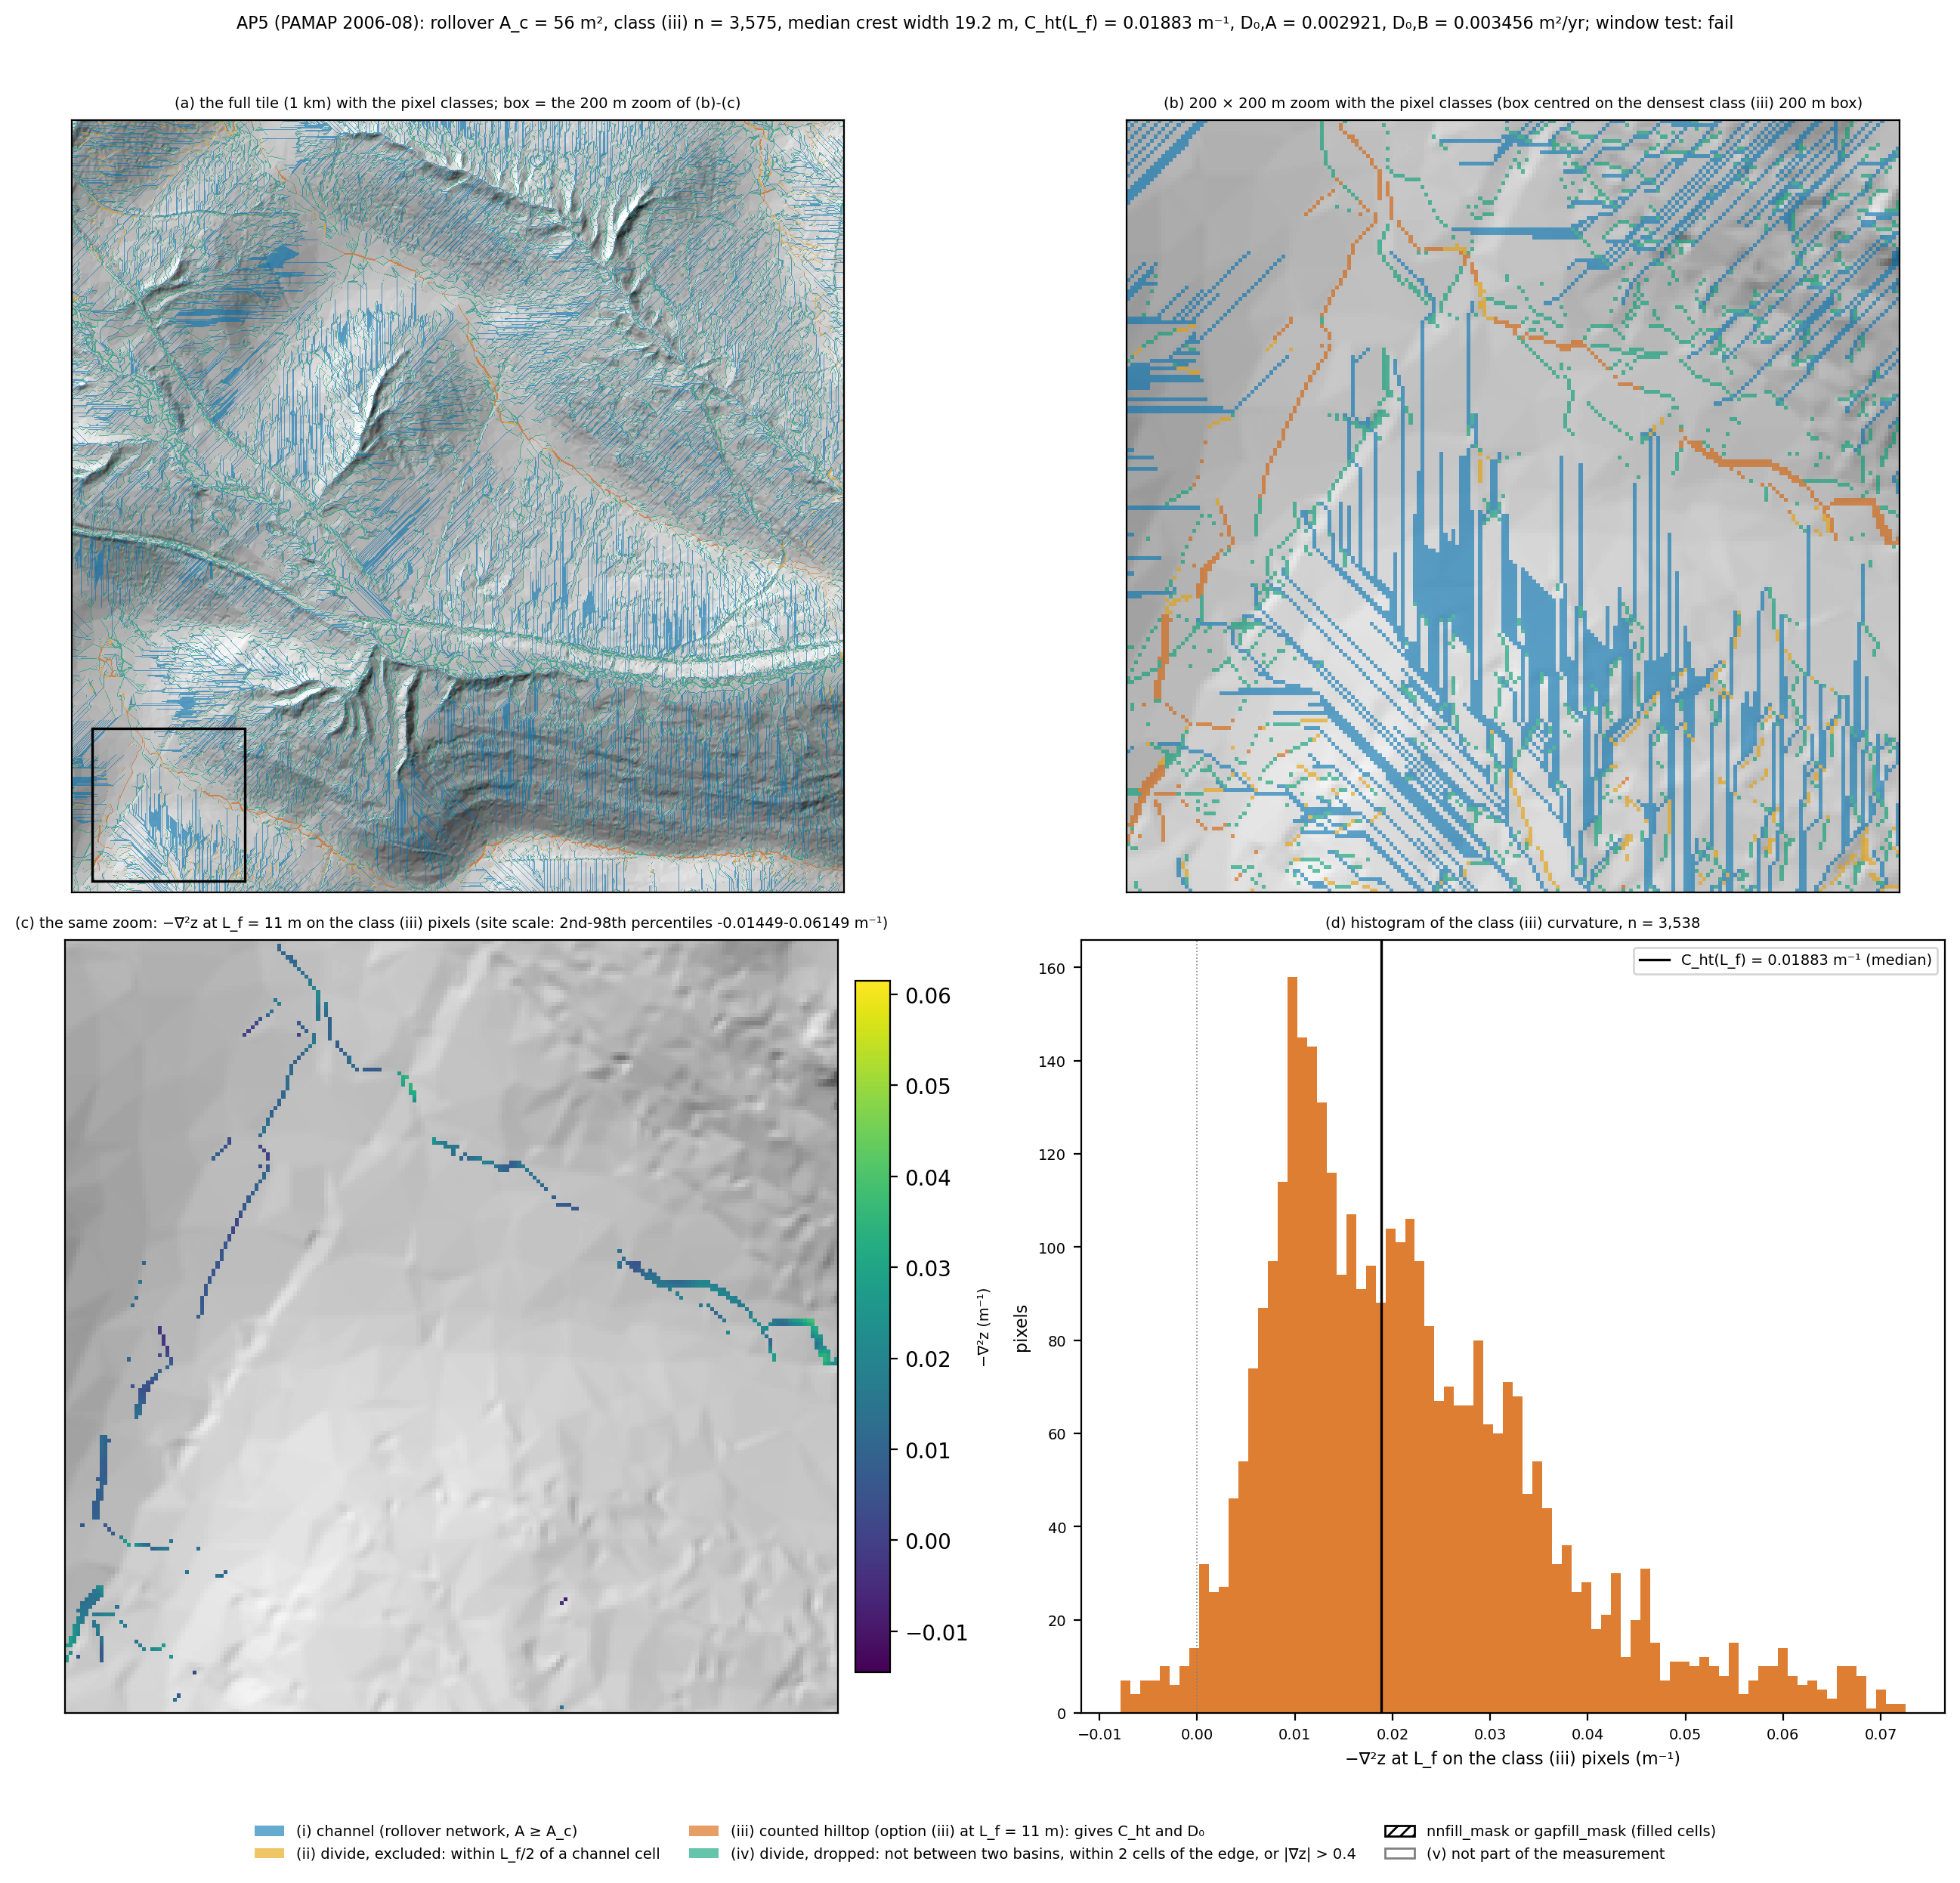 AP5 (PAMAP 2006-08): rollover A_c = 56 m², class (iii) n = 3,575, median crest width 19.2 m, C_ht(L_f) = 0.01883 m⁻¹, D₀,A = 0.002921, D₀,B = 0.003456 m²/yr; window test: fail
(a) the full tile (1 km) with the pixel classes; box = the 200 m zoom of (b)-(c)
(b) 200 × 200 m zoom with the pixel classes (box centred on the densest class (iii) 200 m box)
(c) the same zoom: −∇²z at L_f = 11 m on the class (iii) pixels (site scale: 2nd-98th percentiles -0.01449-0.06149 m⁻¹)
0.06
0.05
0.04
0.03
0.02
0.01
0.00
−0.01
−∇²z (m⁻¹)
(d) histogram of the class (iii) curvature, n = 3,538
C_ht(L_f) = 0.01883 m⁻¹ (median)
160
140
120
100
80
60
40
20
0
pixels
−0.01 0.00 0.01 0.02 0.03 0.04 0.05 0.06 0.07
−∇²z at L_f on the class (iii) pixels (m⁻¹)
(i) channel (rollover network, A ≥ A_c)
(ii) divide, excluded: within L_f/2 of a channel cell
(iii) counted hilltop (option (iii) at L_f = 11 m): gives C_ht and D₀
(iv) divide, dropped: not between two basins, within 2 cells of the edge, or |∇z| > 0.4
nnfill_mask or gapfill_mask (filled cells)
(v) not part of the measurement